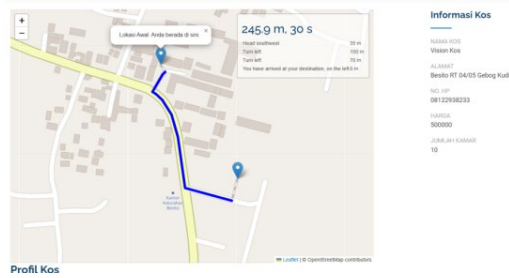 +
−
Lokasi Awal: Anda berada di sini
×
245.9 m, 30 s
Head southwest 35 m
Turn left 150 m
Turn left 70 m
You have arrived at your destination, on the left 0 m
Informasi Kos
NAMA KOS
Vision Kos
ALAMAT
Besito RT 04/05 Gebog Kud
NO. HP
08122938233
HARGA
500000
JUMLAH KAMAR
10
Leaflet | © OpenStreetMap contributors
Profil Kos